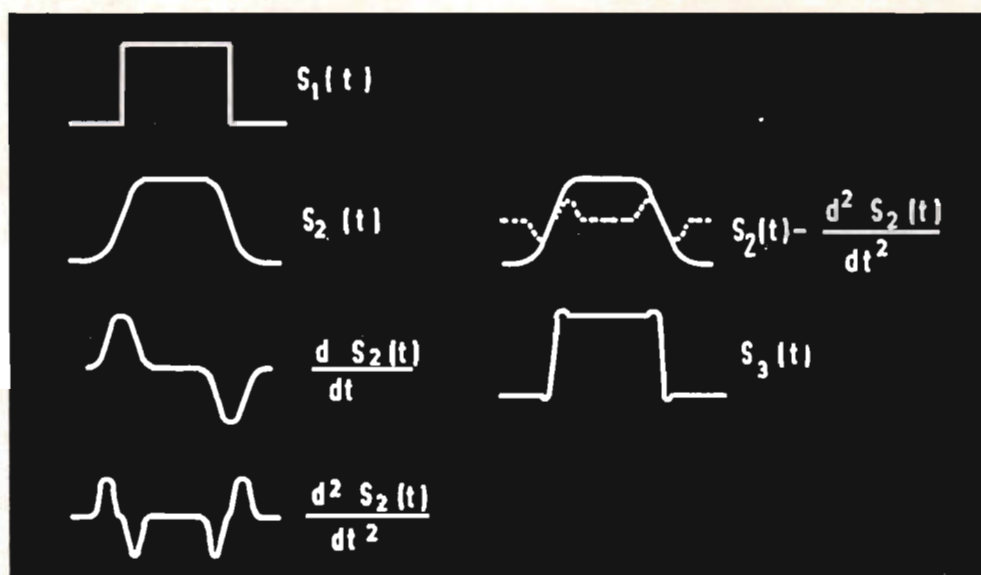 S₁(t)
S₂(t)
S₂(t) - d² S₂(t) / dt²
d S₂(t) / dt
S₃(t)
d² S₂(t) / dt²